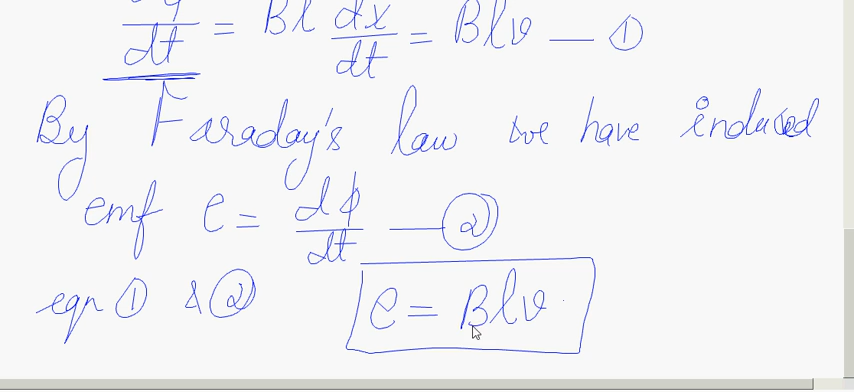 dφ/dt = Bl dx/dt = Blv — ①
By Faraday's law we have induced
emf e = dφ/dt — ②
eqn ① & ② e = Blv